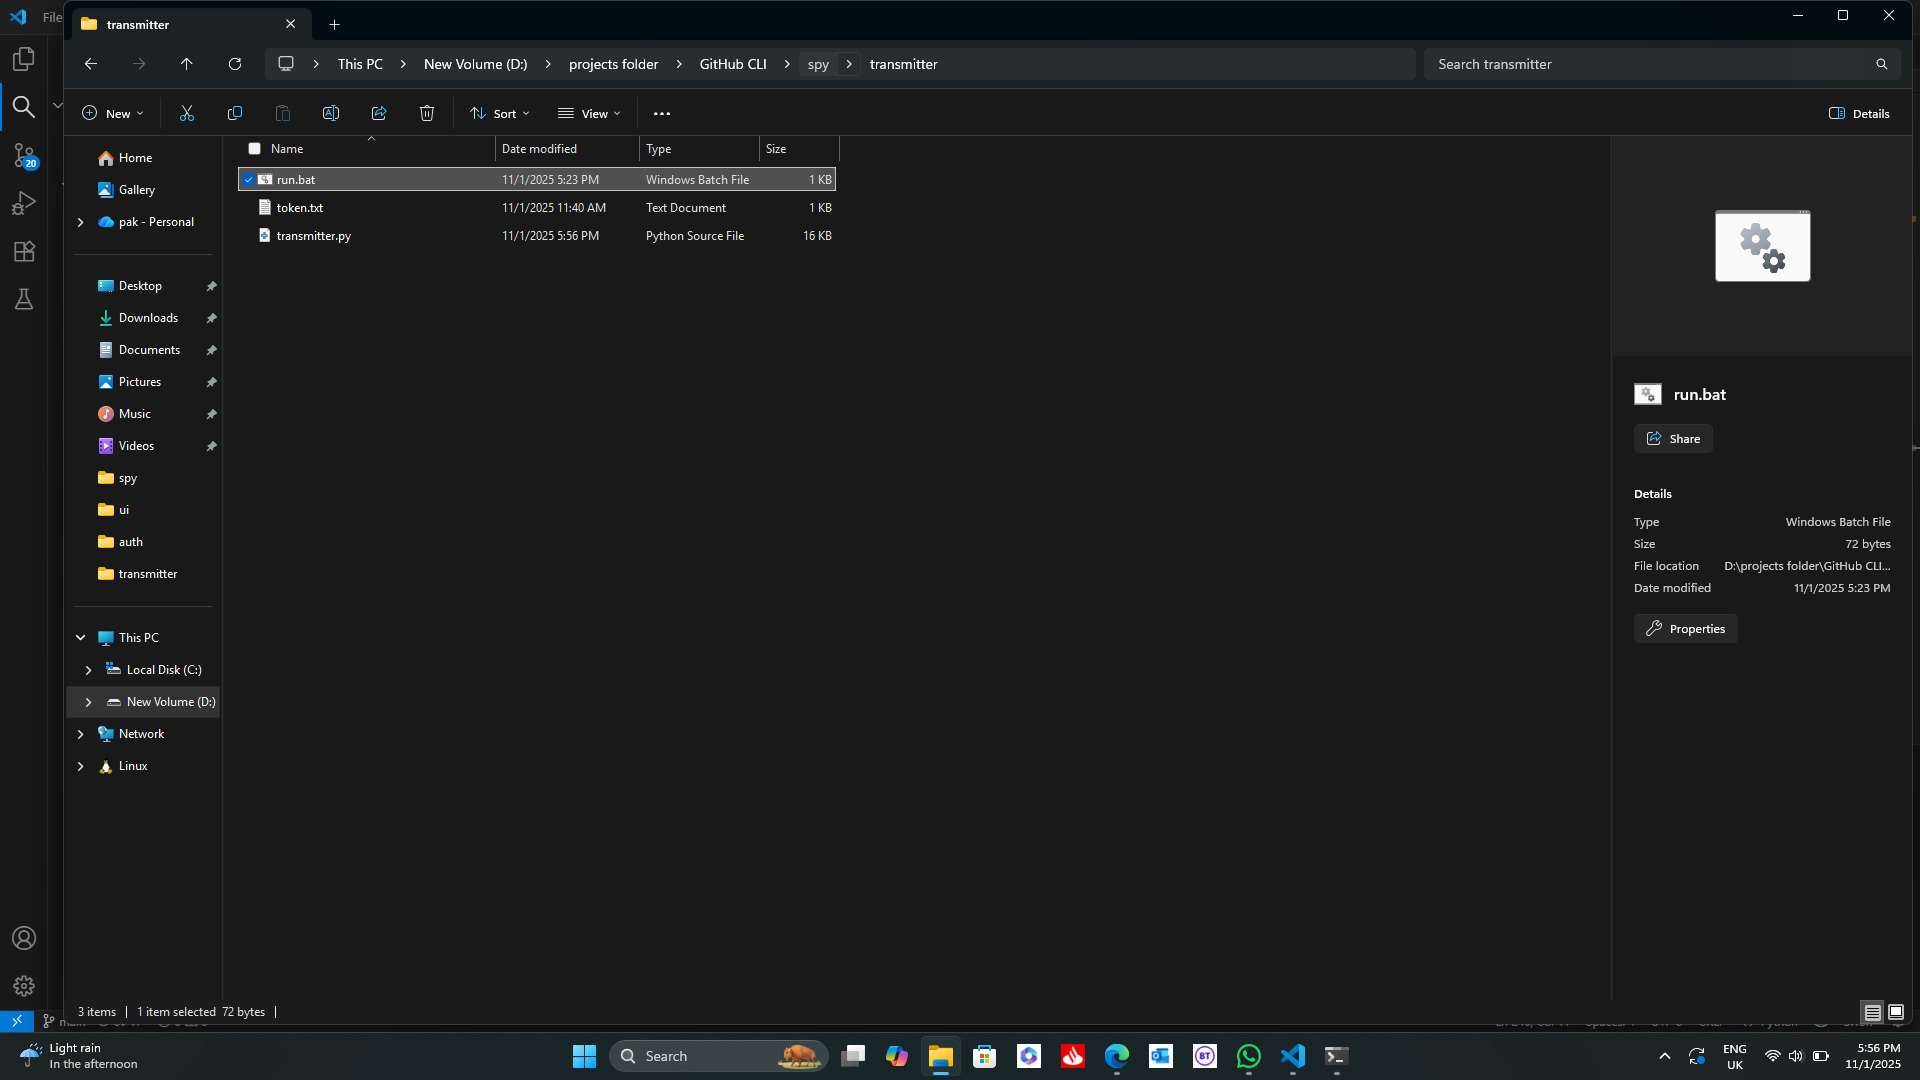 File
transmitter
This PC
New Volume (D:)
projects folder
GitHub CLI
spy
transmitter
Search transmitter
New
Sort
View
Details
Name
Date modified
Type
Size
run.bat
11/1/2025 5:23 PM
Windows Batch File
1 KB
token.txt
11/1/2025 11:40 AM
Text Document
1 KB
transmitter.py
11/1/2025 5:56 PM
Python Source File
16 KB
20
Home
Gallery
pak - Personal
Desktop
Downloads
Documents
Pictures
Music
Videos
spy
ui
auth
transmitter
This PC
Local Disk (C:)
New Volume (D:)
Network
Linux
run.bat
Share
Details
Type Windows Batch File
Size 72 bytes
File location D:\projects folder\GitHub CLI...
Date modified 11/1/2025 5:23 PM
Properties
3 items
1 item selected 72 bytes
Light rain
In the afternoon
Search
BT
ENG
UK
5:56 PM
11/1/2025